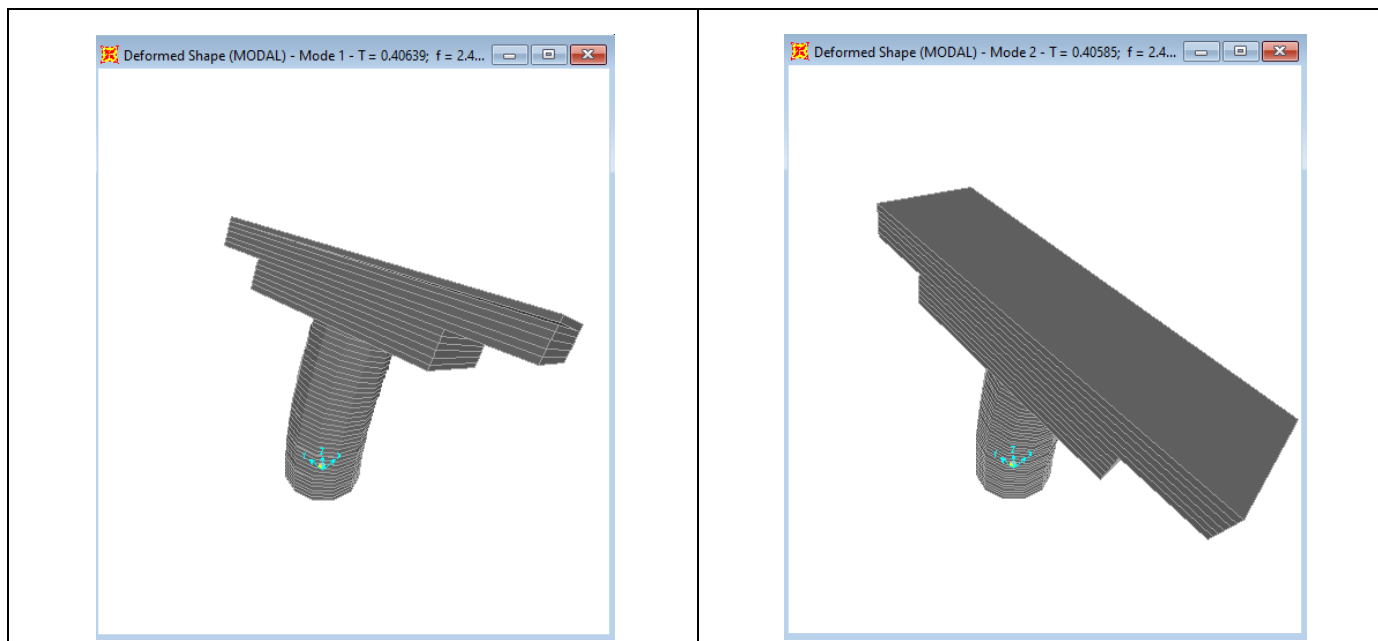 Deformed Shape (MODAL) - Mode 1 - T = 0.40639; f = 2.4...
Deformed Shape (MODAL) - Mode 2 - T = 0.40585; f = 2.4...